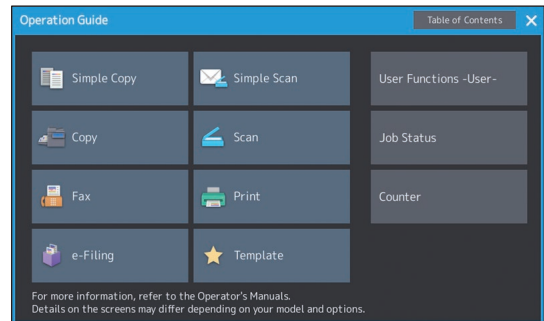 Operation Guide
Table of Contents
Simple Copy
Simple Scan
User Functions -User-
Copy
Scan
Job Status
Fax
Print
Counter
e-Filing
Template
For more information, refer to the Operator's Manuals.
Details on the screens may differ depending on your model and options.